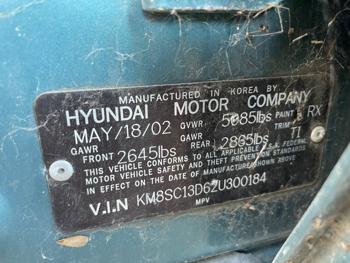 MANUFACTURED IN KOREA BY
HYUNDAI MOTOR COMPANY
MAY/18/02 GVWR 5085lbs PAINT RX
GAWR FRONT 2645lbs GAWR REAR 2865lbs TRIM TI
THIS VEHICLE CONFORMS TO ALL APPLICABLE U.S. FEDERAL
MOTOR VEHICLE SAFETY AND THEFT PREVENTION STANDARDS
IN EFFECT ON THE DATE OF MANUFACTURE SHOWN ABOVE.
V.I.N KM8SC13D62U300184
MPV